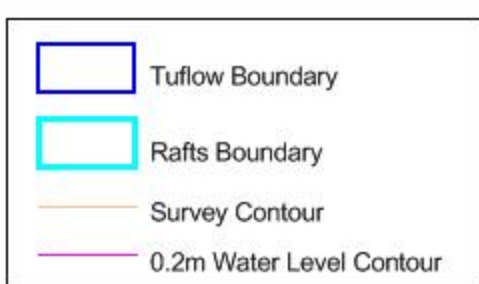 Tuflow Boundary
Rafts Boundary
Survey Contour
0.2m Water Level Contour